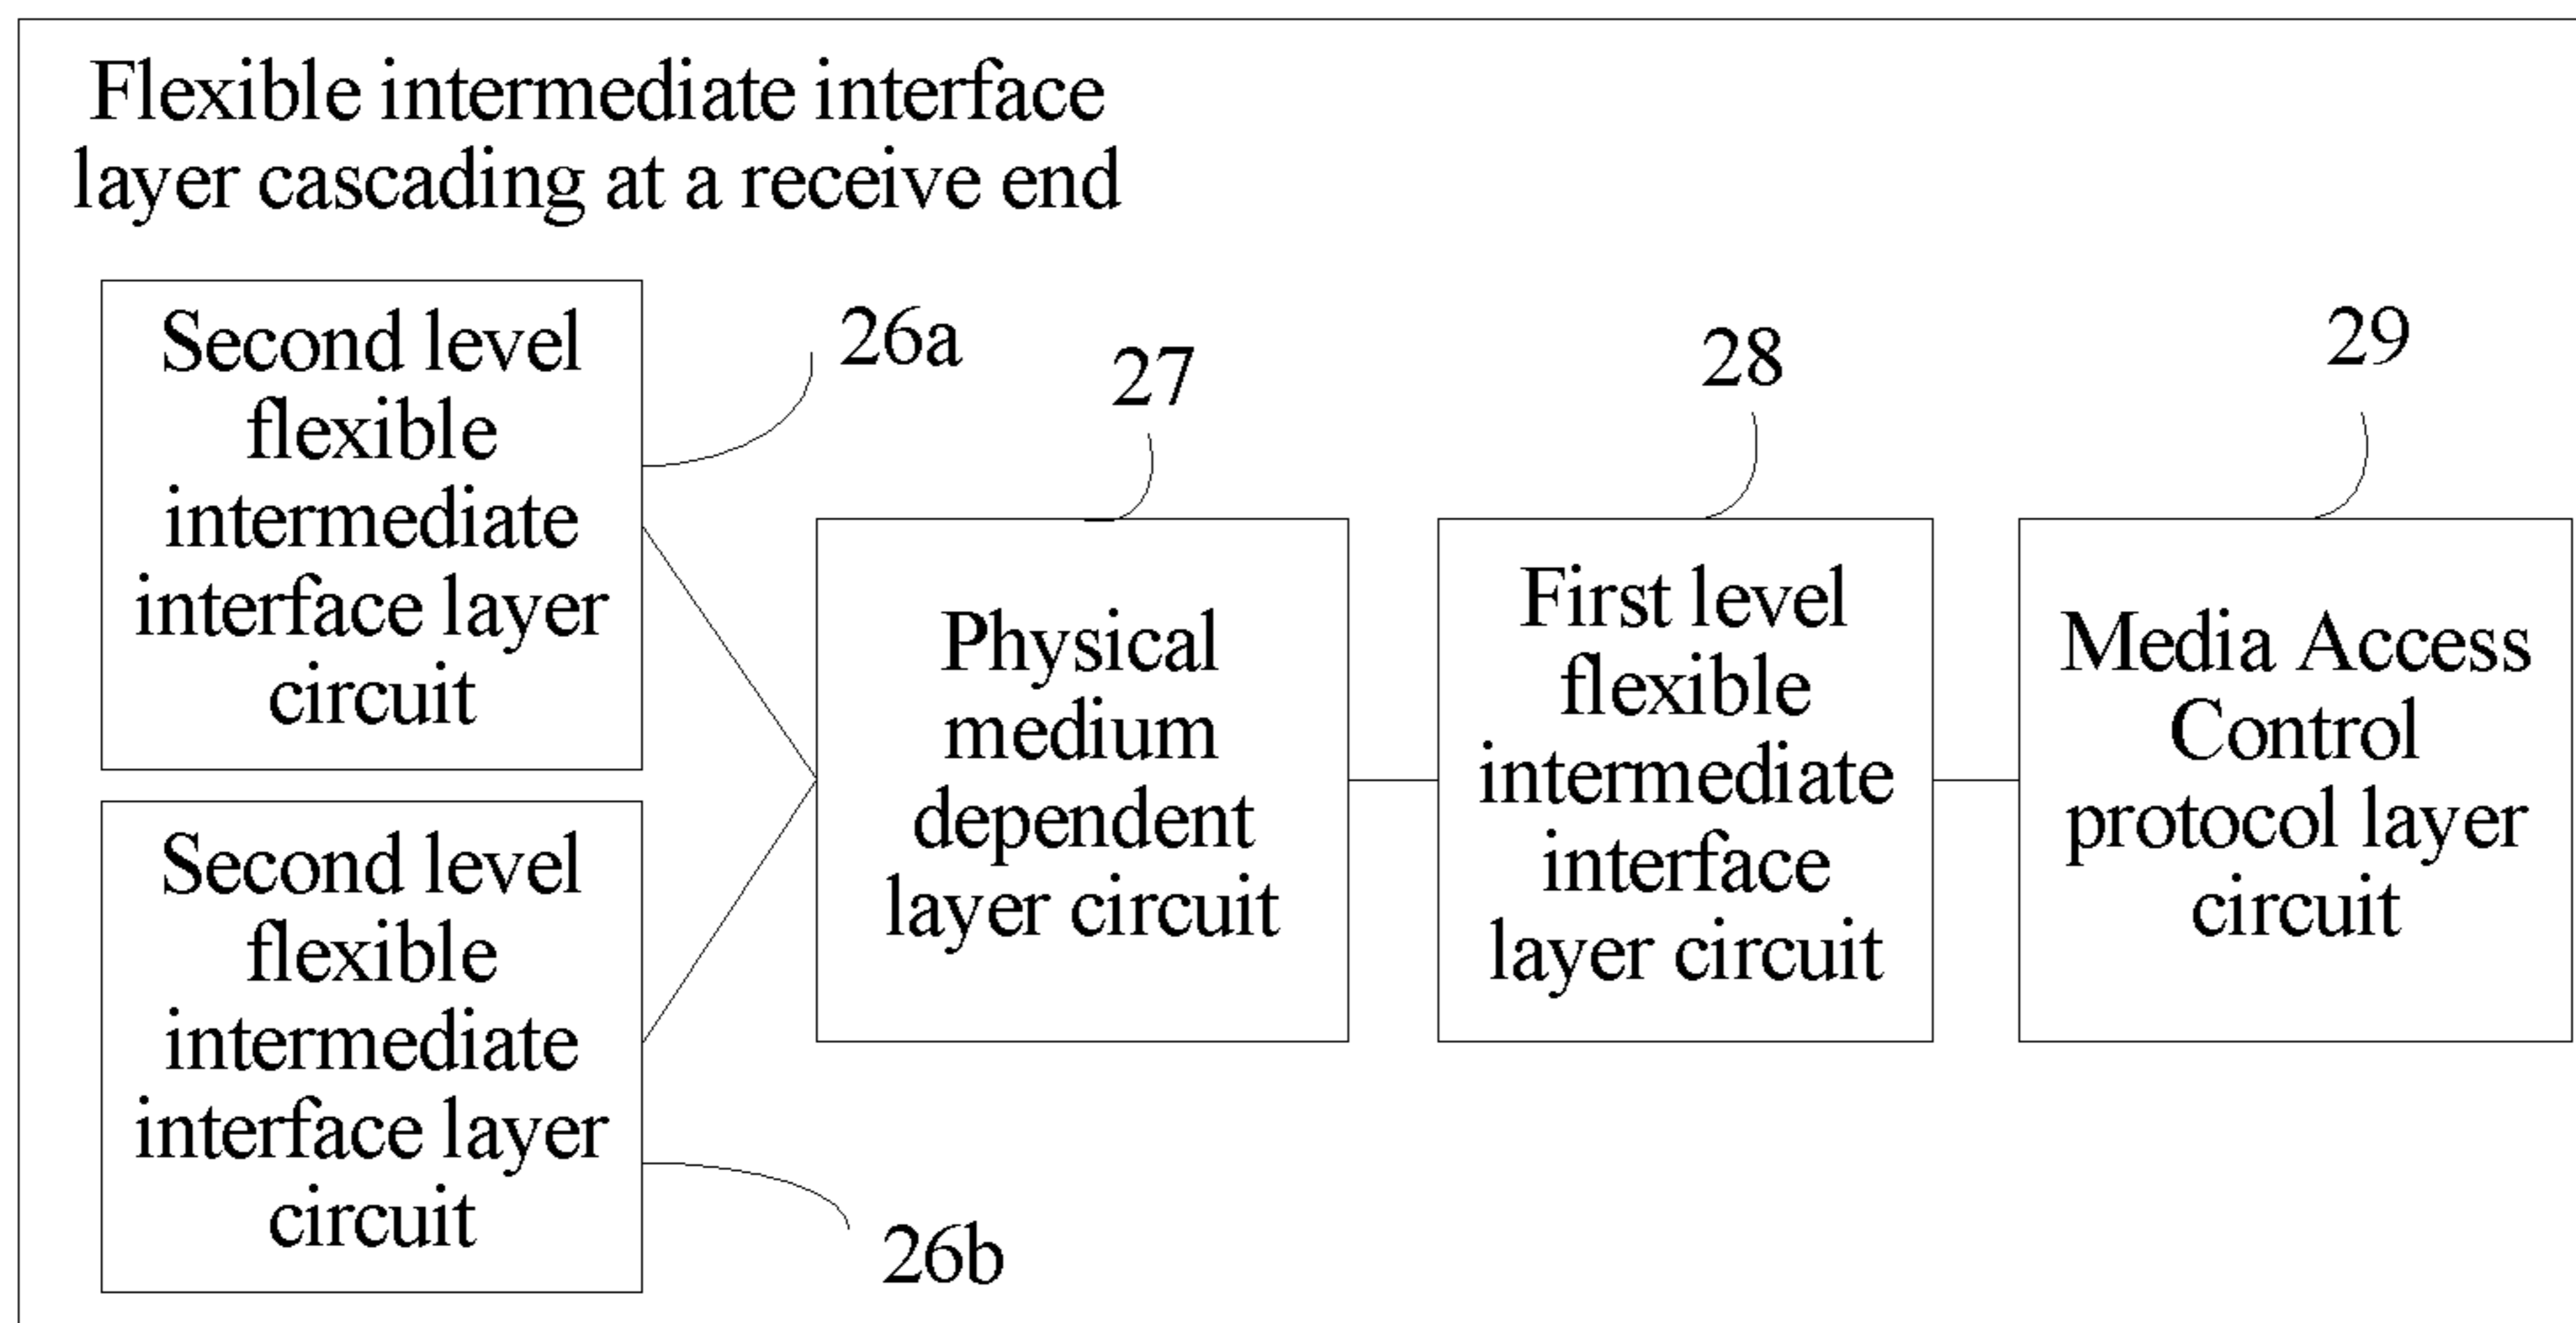 Flexible intermediate interface
layer cascading at a receive end
Second level
flexible
intermediate
interface layer
circuit
26a
Second level
flexible
intermediate
interface layer
circuit
26b
27
Physical
medium
dependent
layer circuit
28
First level
flexible
intermediate
interface
layer circuit
29
Media Access
Control
protocol layer
circuit